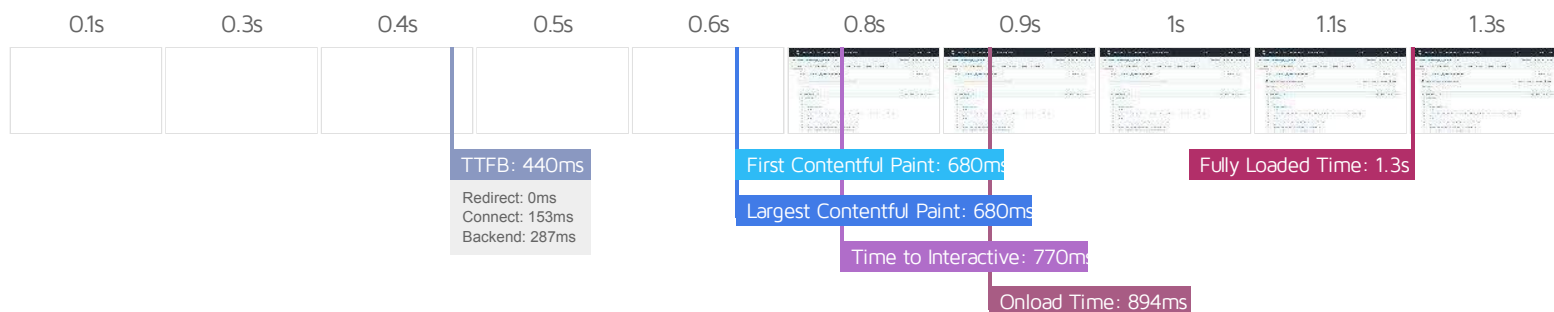 0.1s 0.3s 0.4s 0.5s 0.6s 0.8s 0.9s 1s 1.1s 1.3s
TTFB: 440ms
First Contentful Paint: 680ms
Fully Loaded Time: 1.3s
Redirect: 0ms
Connect: 153ms
Backend: 287ms
Largest Contentful Paint: 680ms
Time to Interactive: 770ms
Onload Time: 894ms